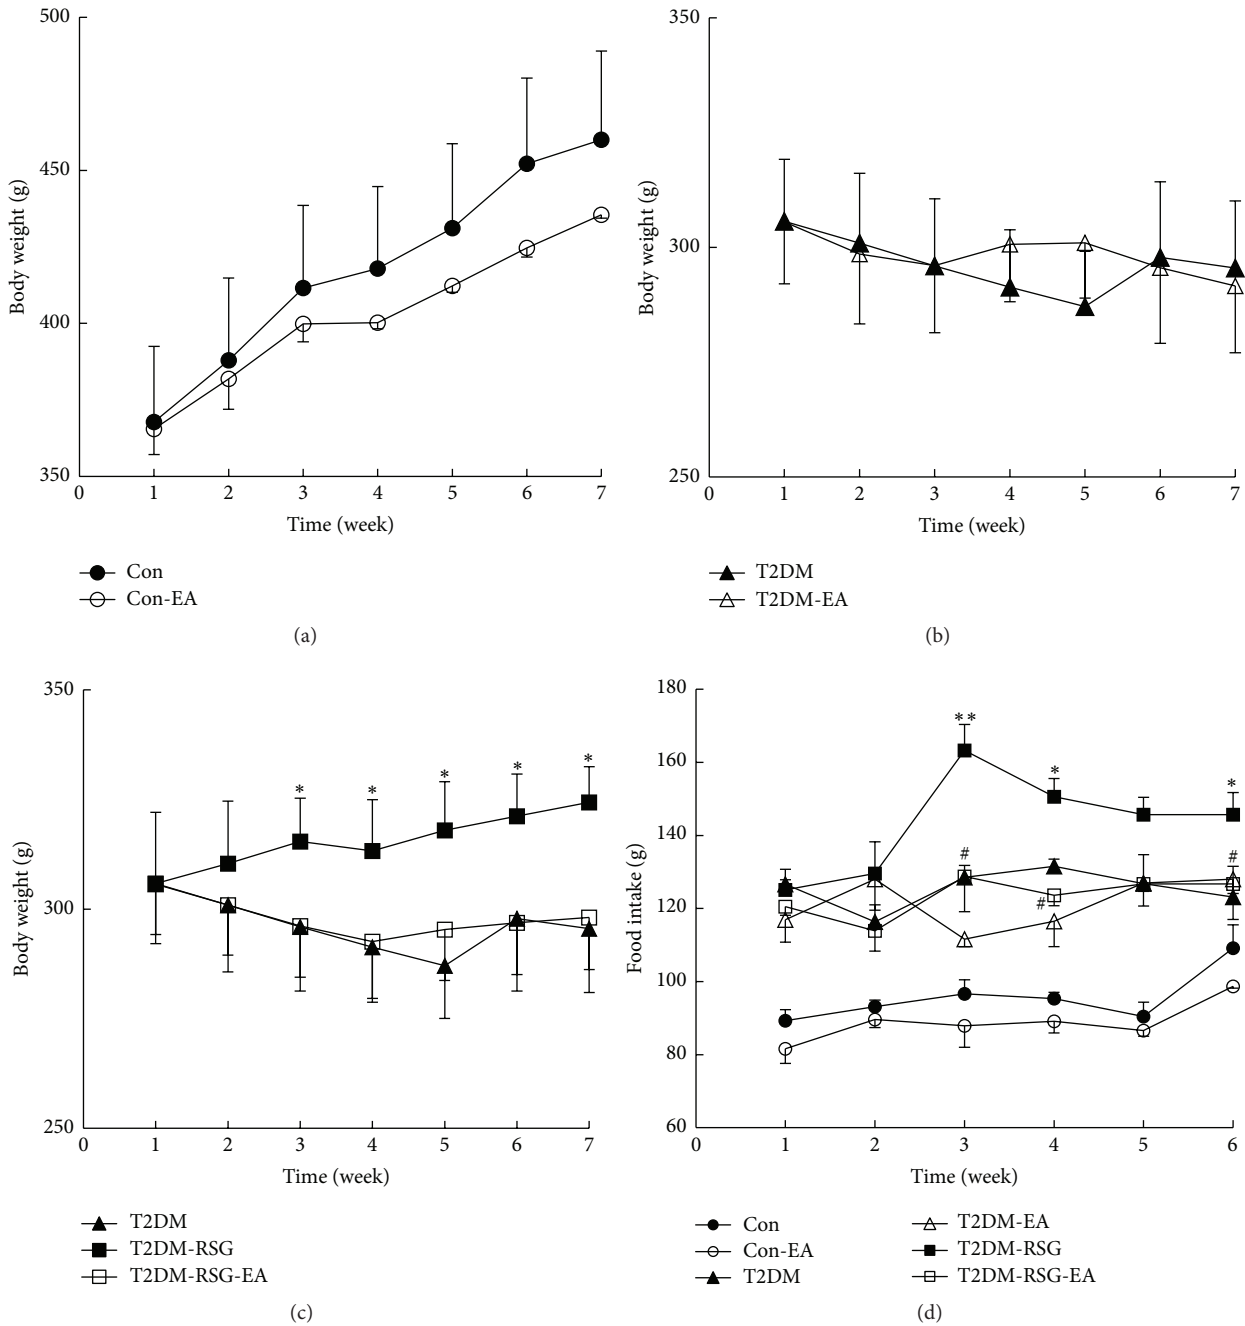 500
450
400
350
Body weight (g)
0 1 2 3 4 5 6 7
Time (week)
Con
Con-EA
(a)
350
300
250
Body weight (g)
0 1 2 3 4 5 6 7
Time (week)
T2DM
T2DM-EA
(b)
350
300
250
Body weight (g)
* * * * *
0 1 2 3 4 5 6 7
Time (week)
T2DM
T2DM-RSG
T2DM-RSG-EA
(c)
180
160
140
120
100
80
60
Food intake (g)
** * *
# # #
0 1 2 3 4 5 6
Time (week)
Con
Con-EA
T2DM
T2DM-EA
T2DM-RSG
T2DM-RSG-EA
(d)